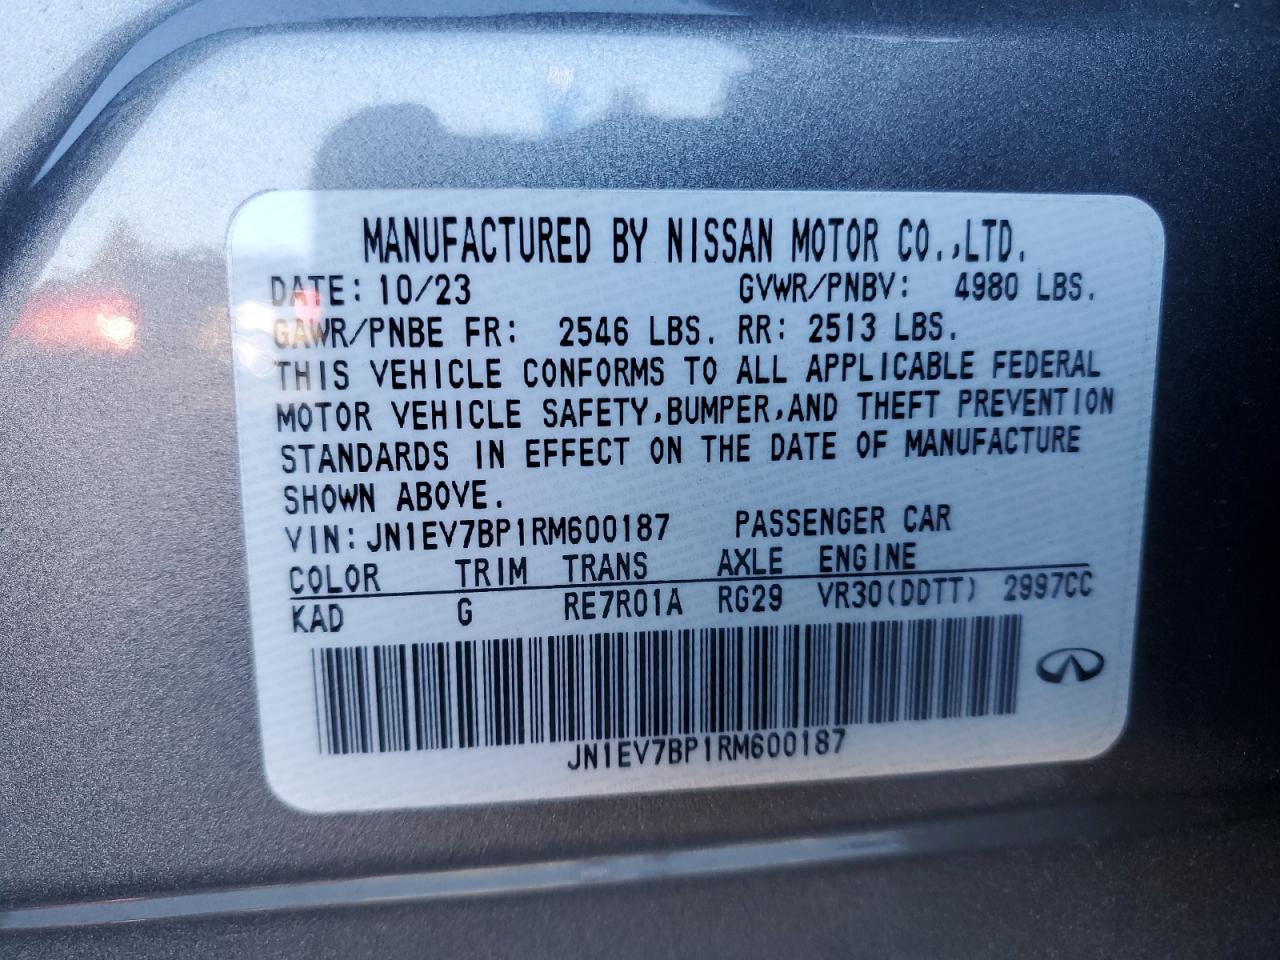 MANUFACTURED BY NISSAN MOTOR CO.,LTD.
DATE: 10/23 GVWR/PNBV: 4980 LBS.
GAWR/PNBE FR: 2546 LBS. RR: 2513 LBS.
THIS VEHICLE CONFORMS TO ALL APPLICABLE FEDERAL
MOTOR VEHICLE SAFETY,BUMPER,AND THEFT PREVENTION
STANDARDS IN EFFECT ON THE DATE OF MANUFACTURE
SHOWN ABOVE.
VIN: JN1EV7BP1RM600187 PASSENGER CAR
COLOR TRIM TRANS AXLE ENGINE
KAD G RE7R01A RG29 VR30(DDTT) 2997CC
JN1EV7BP1RM600187